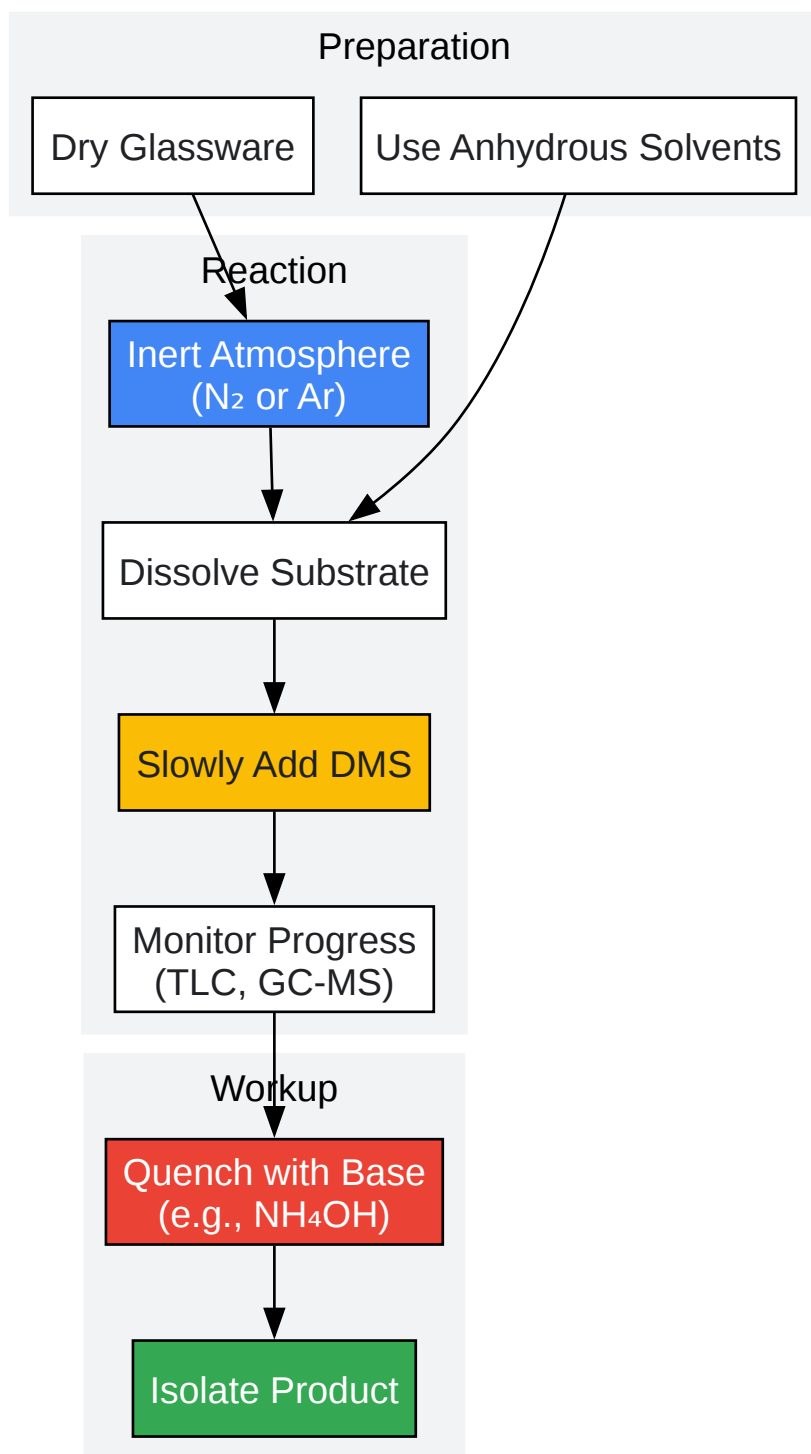 Preparation
Dry Glassware
Use Anhydrous Solvents
Reaction
Inert Atmosphere
(N₂ or Ar)
Dissolve Substrate
Slowly Add DMS
Monitor Progress
(TLC, GC-MS)
Workup
Quench with Base
(e.g., NH₄OH)
Isolate Product